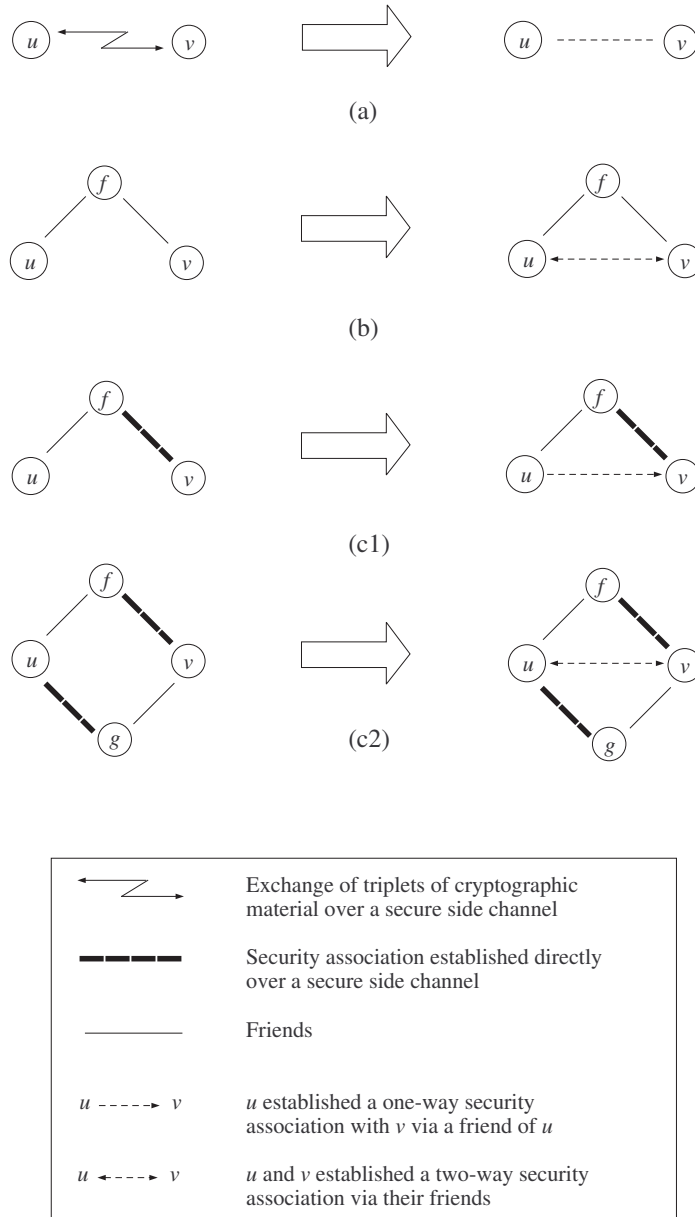 u v u v
(a)
f f
u v u v
(b)
f f
u v u v
(c1)
f f
u v u v
g g
(c2)
Exchange of triplets of cryptographic
material over a secure side channel
Security association established directly
over a secure side channel
Friends
u v u established a one-way security
association with v via a friend of u
u v u and v established a two-way security
association via their friends